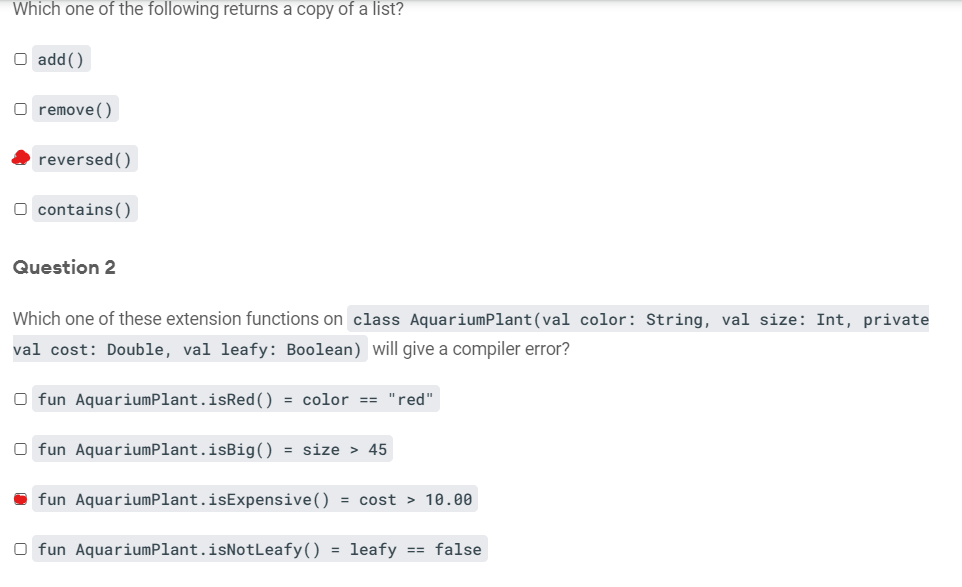 Which one of the following returns a copy of a list?
add()
remove()
reversed()
contains()
Question 2
Which one of these extension functions on class AquariumPlant(val color: String, val size: Int, private
val cost: Double, val leafy: Boolean) will give a compiler error?
fun AquariumPlant.isRed() = color == "red"
fun AquariumPlant.isBig() = size > 45
fun AquariumPlant.isExpensive() = cost > 10.00
fun AquariumPlant.isNotLeafy() = leafy == false